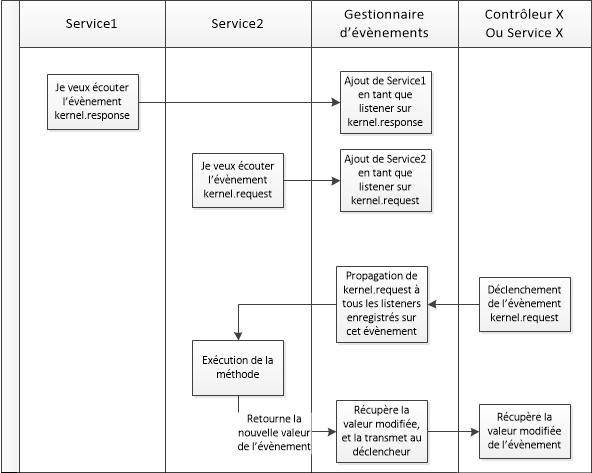 Service1
Service2
Gestionnaire
d'évènements
Contrôleur X
Ou Service X
Je veux écouter
l'évènement
kernel.response
Ajout de Service1
en tant que
listener sur
kernel.response
Je veux écouter
l'évènement
kernel.request
Ajout de Service2
en tant que
listener sur
kernel.request
Propagation de
kernel.request à
tous les listeners
enregistrés sur
cet évènement
Déclenchement
de l'évènement
kernel.request
Exécution de la
méthode
Retourne la
nouvelle valeur
de l'évènement
Récupère la
valeur modifiée,
et la transmet au
déclencheur
Récupère la
valeur modifiée
de l'évènement